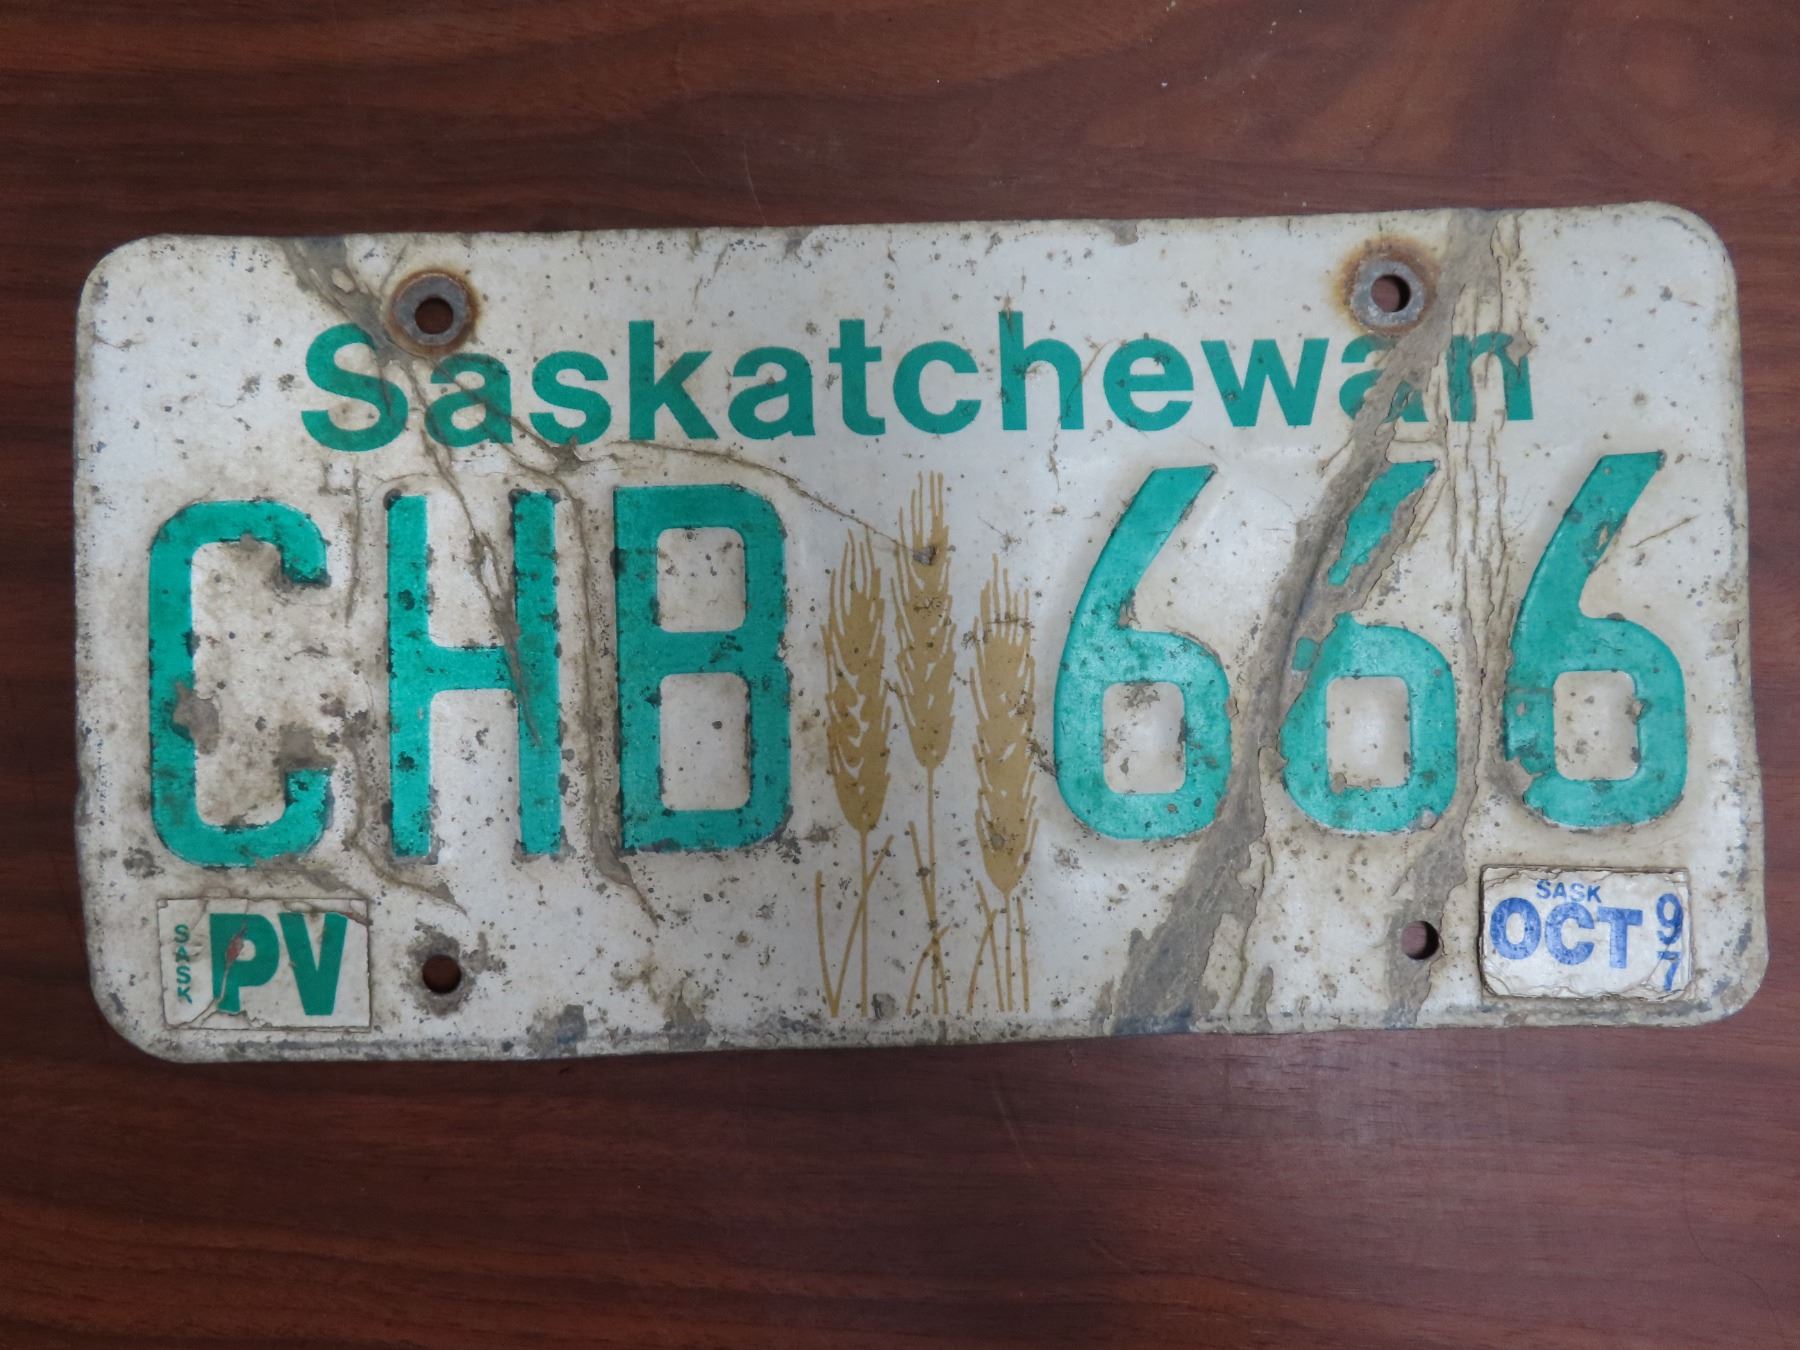 Saskatchewan
CHB 666
SASK PV
SASK
OCT 97